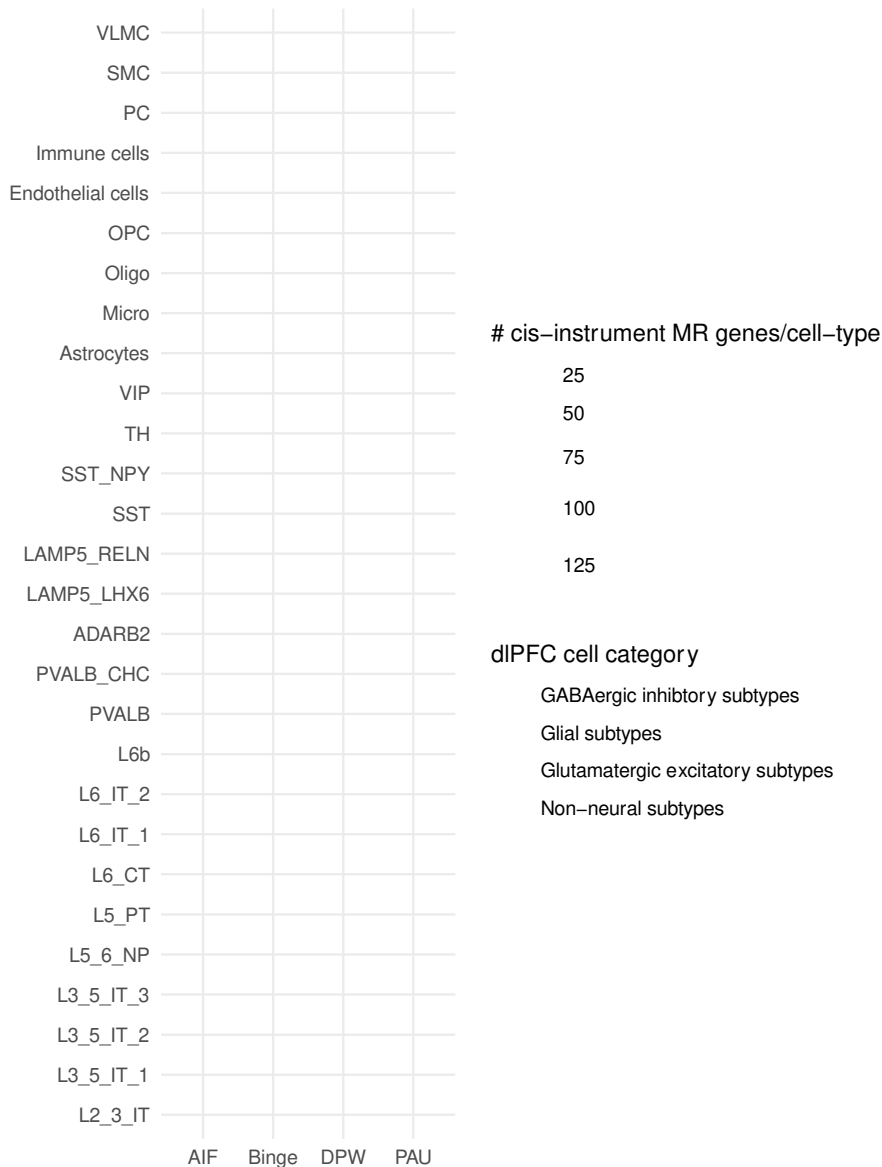 VLMC
SMC
PC
Immune cells
Endothelial cells
OPC
Oligo
Micro
Astrocytes
VIP
TH
SST_NPY
SST
LAMP5_RELN
LAMP5_LHX6
ADARB2
PVALB_CHC
PVALB
L6b
L6_IT_2
L6_IT_1
L6_CT
L5_PT
L5_6_NP
L3_5_IT_3
L3_5_IT_2
L3_5_IT_1
L2_3_IT
AIF Binge DPW PAU
# cis−instrument MR genes/cell−type
25
50
75
100
125
dlPFC cell category
GABAergic inhibtory subtypes
Glial subtypes
Glutamatergic excitatory subtypes
Non−neural subtypes